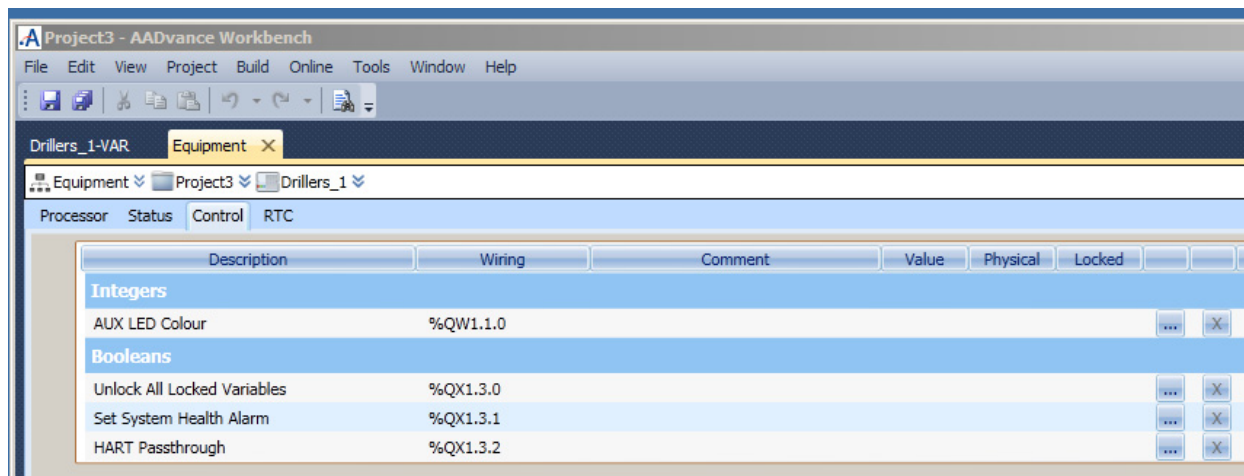 Project3 - AADvance Workbench
File Edit View Project Build Online Tools Window Help
Drillers_1-VAR Equipment X
Equipment Project3 Drillers_1
Processor Status Control RTC
Description Wiring Comment Value Physical Locked
Integers
AUX LED Colour %QW1.1.0 ... X
Booleans
Unlock All Locked Variables %QX1.3.0 ... X
Set System Health Alarm %QX1.3.1 ... X
HART Passthrough %QX1.3.2 ... X